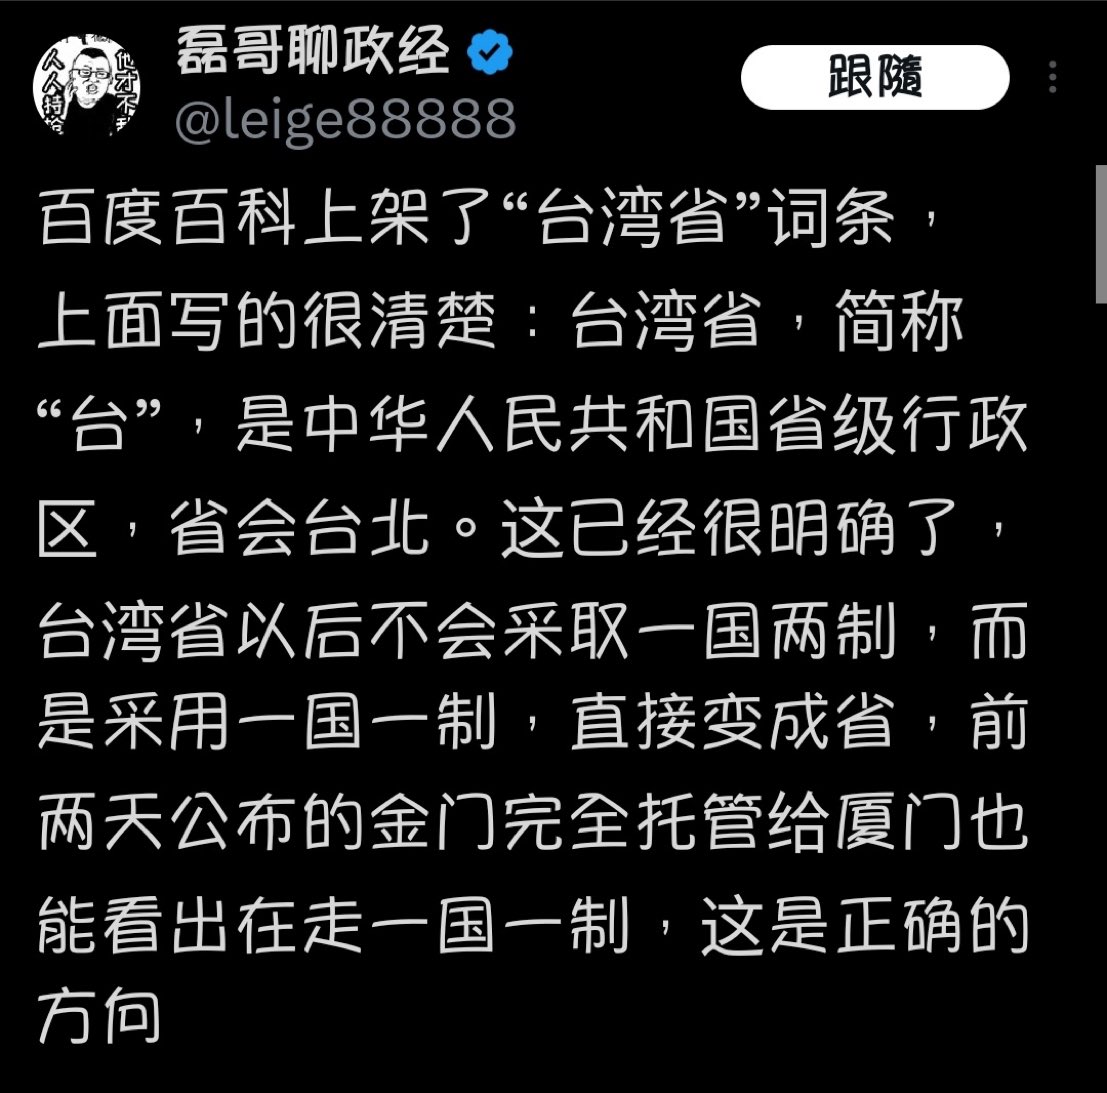 磊哥聊政经
@leige88888
跟隨
百度百科上架了“台湾省”词条，
上面写的很清楚：台湾省，简称
“台”，是中华人民共和国省级行政
区，省会台北。这已经很明确了，
台湾省以后不会采取一国两制，而
是采用一国一制，直接变成省，前
两天公布的金门完全托管给厦门也
能看出在走一国一制，这是正确的
方向